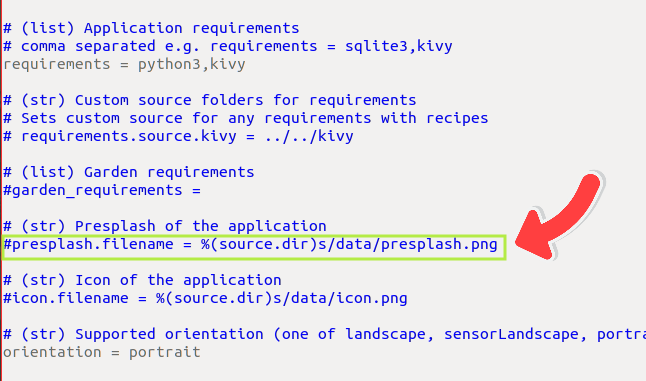 # (list) Application requirements
# comma separated e.g. requirements = sqlite3,kivy
requirements = python3,kivy
# (str) Custom source folders for requirements
# Sets custom source for any requirements with recipes
# requirements.source.kivy = ../../kivy
# (list) Garden requirements
#garden_requirements =
# (str) Presplash of the application
#presplash.filename = %(source.dir)s/data/presplash.png
# (str) Icon of the application
#icon.filename = %(source.dir)s/data/icon.png
# (str) Supported orientation (one of landscape, sensorLandscape, portra
orientation = portrait